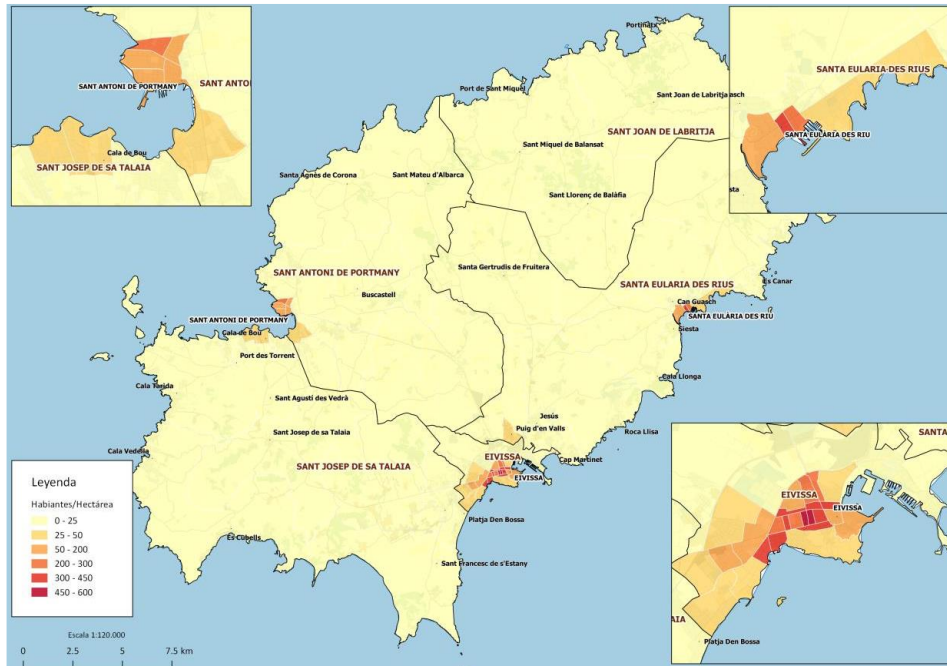 SANT ANTONI DE PORTMANY
SANT ANTO
Cala de Bou
SANT JOSEP DE SA TALAIA
SANTA EULARIA DES RIUS
SANTA EULÀRIA DES RIU
Portinatx
Port de Sant Miquel
Sant Joan de Labritja
asch
SANT JOAN DE LABRITJA
Sant Miquel de Balansat
Santa Agnès de Corona
Sant Mateu d'Albarca
Sant Llorenç de Balàfia
sta
SANT ANTONI DE PORTMANY
Santa Gertrudis de Fruitera
Buscastell
SANTA EULARIA DES RIUS
Es Canar
Can Guasch
SANT ANTONI DE PORTMANY
SANTA EULÀRIA DES RIU
Cala de Bou
Siesta
Port des Torrent
Cala Tarida
Cala Llonga
Sant Agustí des Vedrà
Jesús
Puig d'en Valls
Sant Josep de sa Talaia
Roca Llisa
Cala Vedella
SANT JOSEP DE SA TALAIA
EIVISSA
Cap Martinet
EIVISSA
Platja Den Bossa
Es Cubells
Sant Francesc de s'Estany
SANTA
EIVISSA
EIVISSA
AIA
Platja Den Bossa
Leyenda
Habiantes/Hectárea
0 - 25
25 - 50
50 - 200
200 - 300
300 - 450
450 - 600
Escala 1:120.000
0 2.5 5 7.5 km